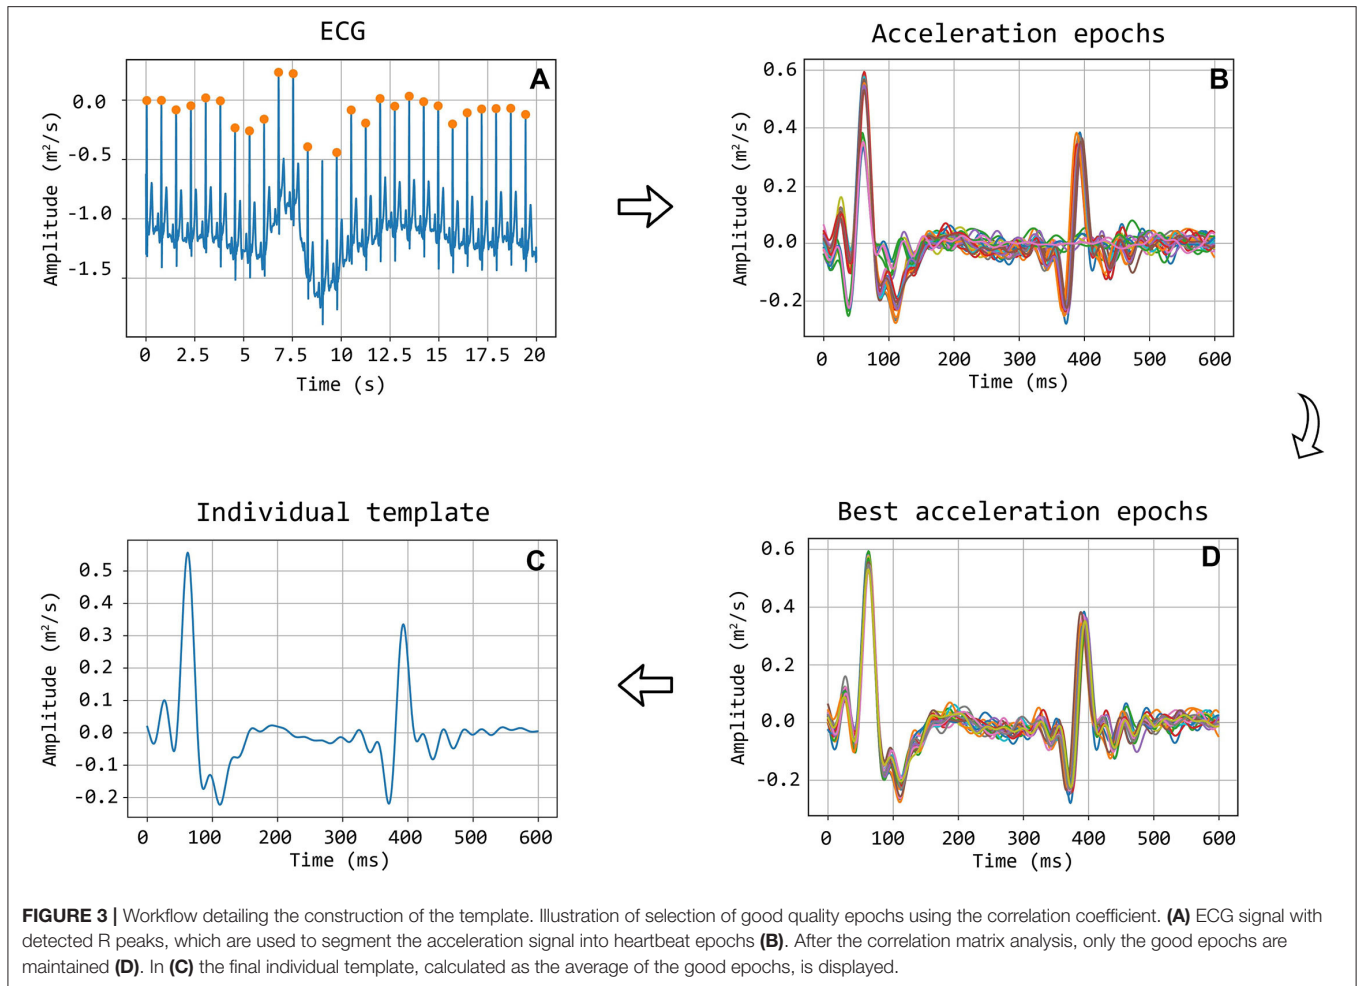 ECG
A
Amplitude (m²/s)
0.0
-0.5
-1.0
-1.5
0 2.5 5 7.5 10 12.5 15 17.5 20
Time (s)
Acceleration epochs
B
Amplitude (m²/s)
0.6
0.4
0.2
0.0
-0.2
0 100 200 300 400 500 600
Time (ms)
Individual template
C
Amplitude (m²/s)
0.5
0.4
0.3
0.2
0.1
0.0
-0.1
-0.2
0 100 200 300 400 500 600
Time (ms)
Best acceleration epochs
D
Amplitude (m²/s)
0.6
0.4
0.2
0.0
-0.2
0 100 200 300 400 500 600
Time (ms)
FIGURE 3 | Workflow detailing the construction of the template. Illustration of selection of good quality epochs using the correlation coefficient. (A) ECG signal with
detected R peaks, which are used to segment the acceleration signal into heartbeat epochs (B). After the correlation matrix analysis, only the good epochs are
maintained (D). In (C) the final individual template, calculated as the average of the good epochs, is displayed.